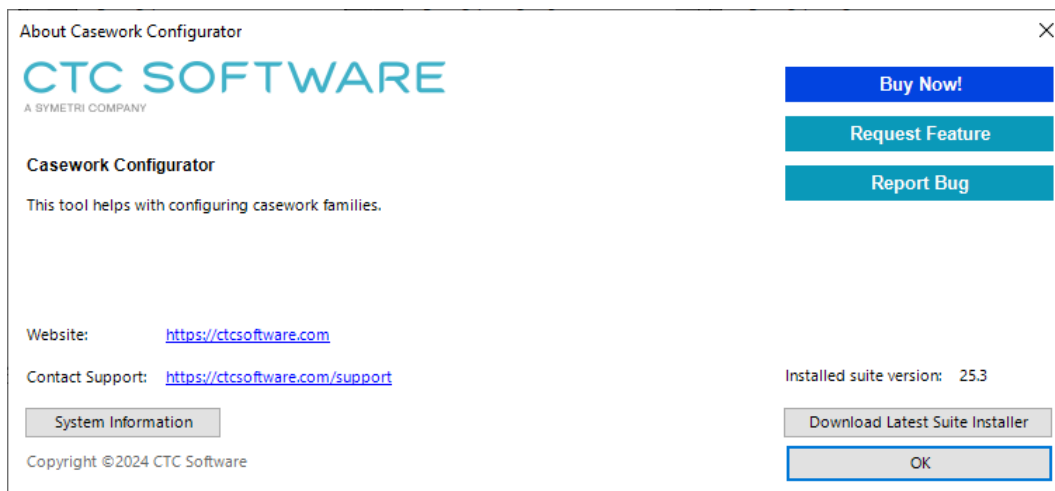 About Casework Configurator
CTC SOFTWARE
A SYMETRI COMPANY
Buy Now!
Request Feature
Report Bug
Casework Configurator
This tool helps with configuring casework families.
Website: https://ctcsoftware.com
Contact Support: https://ctcsoftware.com/support
Installed suite version: 25.3
System Information
Download Latest Suite Installer
Copyright ©2024 CTC Software
OK